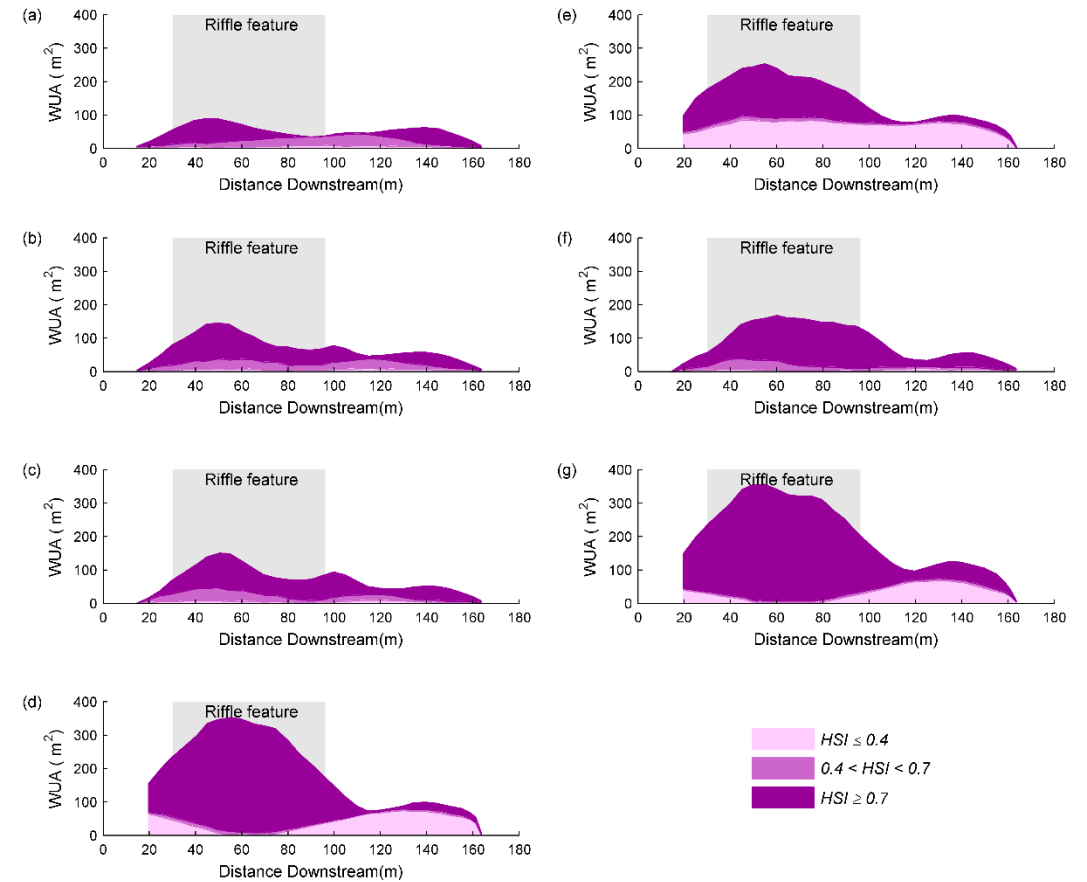 (a)
400
300
200
100
0
WUA ( m²)
Riffle feature
0 20 40 60 80 100 120 140 160 180
Distance Downstream(m)
(b)
400
300
200
100
0
WUA ( m²)
Riffle feature
0 20 40 60 80 100 120 140 160 180
Distance Downstream(m)
(c)
400
300
200
100
0
WUA ( m²)
Riffle feature
0 20 40 60 80 100 120 140 160 180
Distance Downstream(m)
(d)
400
300
200
100
0
WUA ( m²)
Riffle feature
0 20 40 60 80 100 120 140 160 180
Distance Downstream(m)
(e)
400
300
200
100
0
WUA ( m²)
Riffle feature
0 20 40 60 80 100 120 140 160 180
Distance Downstream(m)
(f)
400
300
200
100
0
WUA ( m²)
Riffle feature
0 20 40 60 80 100 120 140 160 180
Distance Downstream(m)
(g)
400
300
200
100
0
WUA ( m²)
Riffle feature
0 20 40 60 80 100 120 140 160 180
Distance Downstream(m)
HSI ≤ 0.4
0.4 < HSI < 0.7
HSI ≥ 0.7